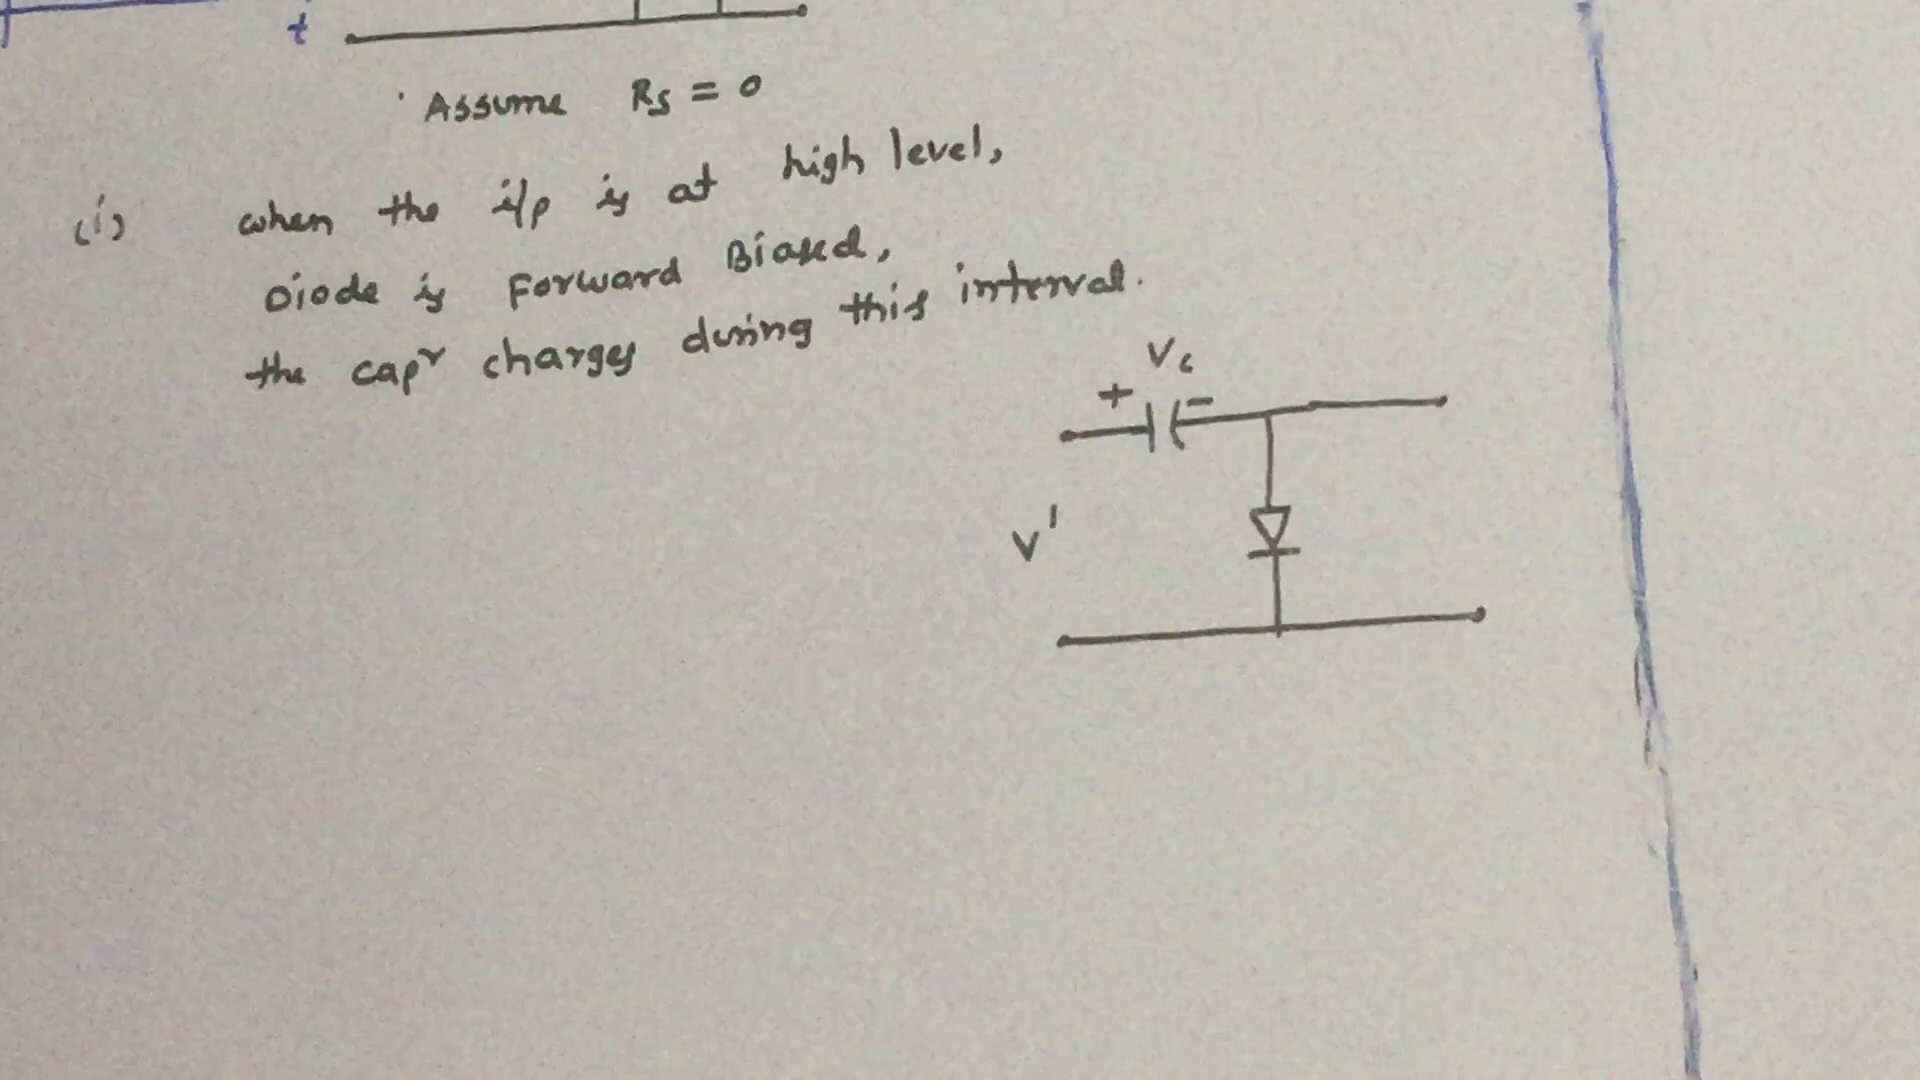 t
Assume Rs = 0
(i) when the i/p is at high level,
Diode is Forward Biased,
the capr charges during this interval.
Vc
+ -
V'